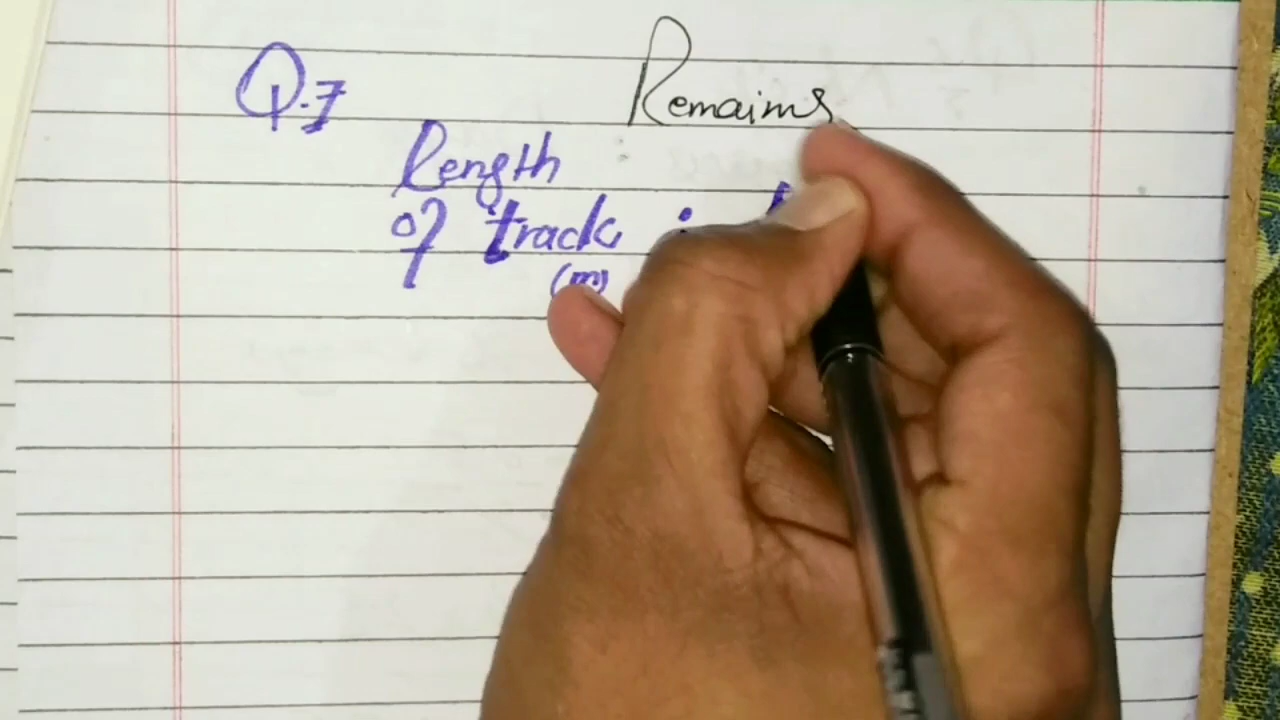 Q.7
Remains
Length
of track
(m)